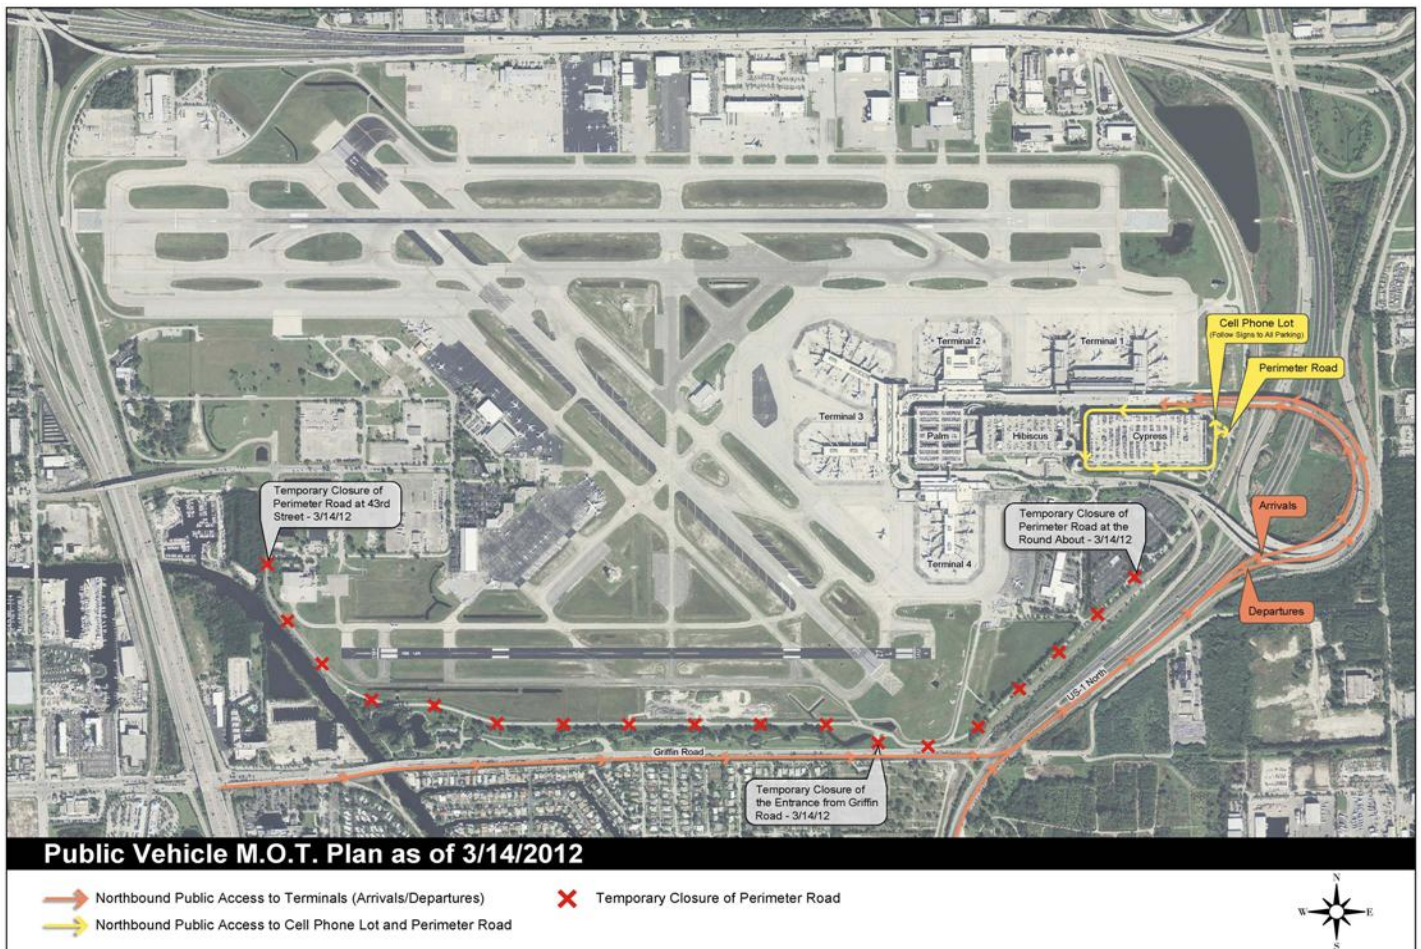 Terminal 2
Terminal 1
Cell Phone Lot
(Follow Signs to All Parking)
Perimeter Road
Terminal 3
Palm
Hibiscus
Cypress
Temporary Closure of
Perimeter Road at 43rd
Street - 3/14/12
Temporary Closure of
Perimeter Road at the
Round About - 3/14/12
Arrivals
Terminal 4
Departures
US-1 North
Griffin Road
Temporary Closure of
the Entrance from Griffin
Road - 3/14/12
Public Vehicle M.O.T. Plan as of 3/14/2012
Northbound Public Access to Terminals (Arrivals/Departures)
Temporary Closure of Perimeter Road
Northbound Public Access to Cell Phone Lot and Perimeter Road
N
W
E
S